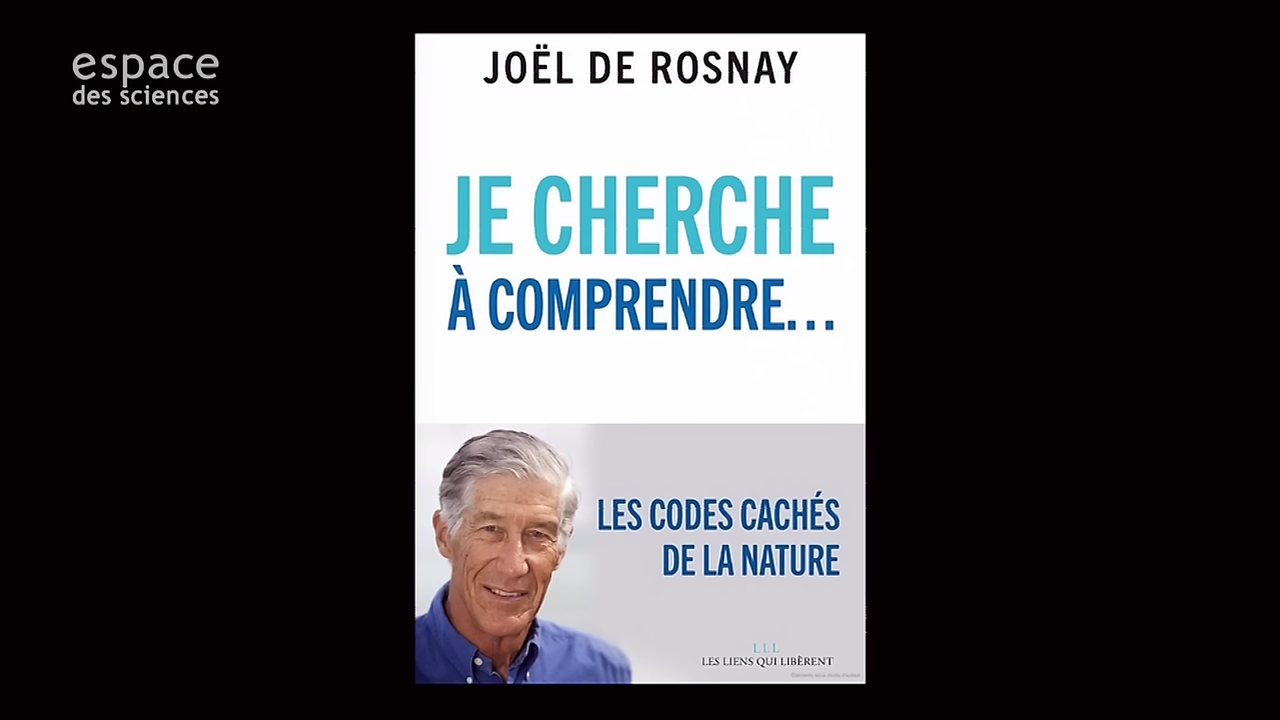 espace
des sciences
JOËL DE ROSNAY
JE CHERCHE
À COMPRENDRE...
LES CODES CACHÉS
DE LA NATURE
LLL
LES LIENS QUI LIBÈRENT